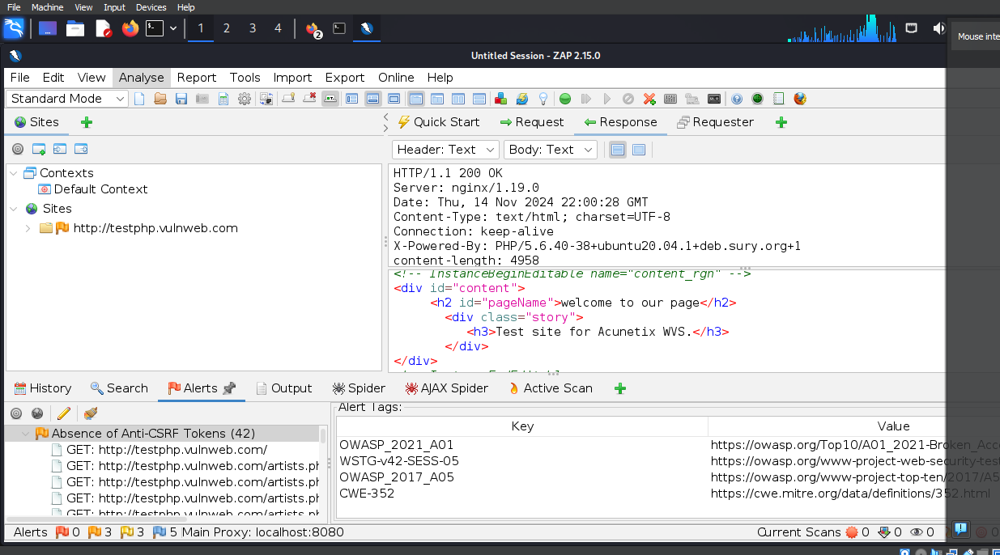 File Machine View Input Devices Help
1 2 3 4 2
Mouse inte
Untitled Session - ZAP 2.15.0
File Edit View Analyse Report Tools Import Export Online Help
Standard Mode
Sites
Quick Start Request Response Requester
Header: Text Body: Text
Contexts
Default Context
Sites
http://testphp.vulnweb.com
HTTP/1.1 200 OK
Server: nginx/1.19.0
Date: Thu, 14 Nov 2024 22:00:28 GMT
Content-Type: text/html; charset=UTF-8
Connection: keep-alive
X-Powered-By: PHP/5.6.40-38+ubuntu20.04.1+deb.sury.org+1
content-length: 4958
<!-- InstanceBeginEditable name="content_rgn" -->
<div id="content">
<h2 id="pageName">welcome to our page</h2>
<div class="story">
<h3>Test site for Acunetix WVS.</h3>
</div>
</div>
History Search Alerts Output Spider AJAX Spider Active Scan
Absence of Anti-CSRF Tokens (42)
GET: http://testphp.vulnweb.com/
GET: http://testphp.vulnweb.com/artists.ph
GET: http://testphp.vulnweb.com/artists.ph
GET: http://testphp.vulnweb.com/artists.ph
GET: http://testphp.vulnweb.com/artists.ph
Alert Tags:
Key Value
OWASP_2021_A01 https://owasp.org/Top10/A01_2021-Broken_Acce
WSTG-v42-SESS-05 https://owasp.org/www-project-web-security-test
OWASP_2017_A05 https://owasp.org/www-project-top-ten/2017/A5
CWE-352 https://cwe.mitre.org/data/definitions/352.html
Alerts 0 3 3 5 Main Proxy: localhost:8080
Current Scans 0 0 0 0